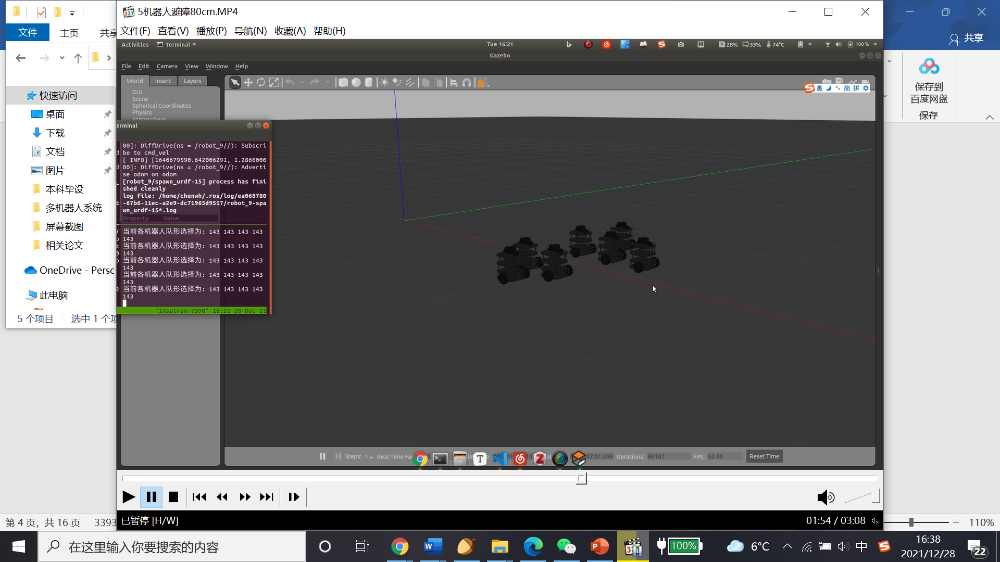 5机器人避障80cm.MP4
文件(F) 查看(V) 播放(P) 导航(N) 收藏(A) 帮助(H)
文件 主页 共享
共享
Activities Terminal Tue 16:21 28% 33% 74°C 100%
Gazebo
File Edit Camera View Window Help
World Insert Layers
英 简 拼
GUI
Scene
Spherical Coordinates
Physics
Atmosphere
erminal
00]: DiffDrive(ns = /robot_9//): Subscri
be to cmd_vel
[ INFO] [1640679590.642006291, 1.2860000
00]: DiffDrive(ns = /robot_9//): Adverti
se odom on odom
[robot_9/spawn_urdf-15] process has fini
shed cleanly
log file: /home/chenwh/.ros/log/ea068780
-67b6-11ec-a2e9-dc71965d9517/robot_9-spa
wn_urdf-15*.log
Property Value
当前各机器人队形选择为: 143 143 143 143
143
当前各机器人队形选择为: 143 143 143 143
143
当前各机器人队形选择为: 143 143 143 143
143
当前各机器人队形选择为: 143 143 143 143
143
当前各机器人队形选择为: 143 143 143 143
143
"Inspiron-7590" 16:21 28-Dec-21
快速访问
桌面
下载
文档
图片
本科毕设
多机器人系统
屏幕截图
相关论文
OneDrive - Persc
此电脑
5 个项目 选中 1 个项
保存到
百度网盘
保存
Steps: 1 Real Time Fac 02:01.208 Iterations: 86162 FPS: 62.46 Reset Time
已暂停 [H/W] 01:54 / 03:08
第 4 页，共 16 页 3393 110%
在这里输入你要搜索的内容
100% 6°C 中 16:38
2021/12/28
22